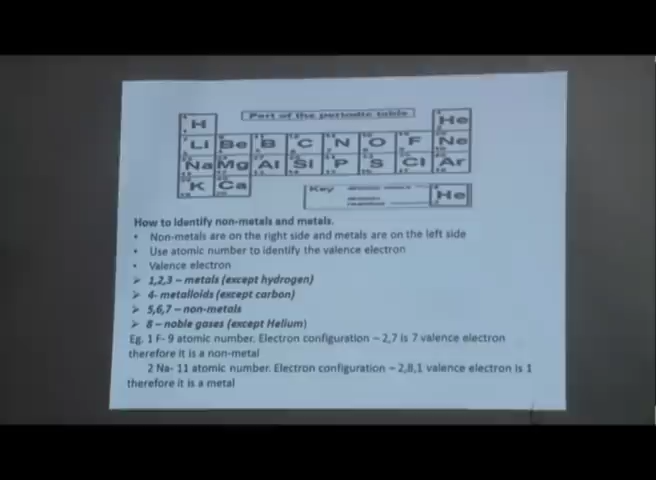 Part of the periodic table
H He
Li Be B C N O F Ne
Na Mg Al Si P S Cl Ar
K Ca
Key He
How to identify non-metals and metals.
• Non-metals are on the right side and metals are on the left side
• Use atomic number to identify the valence electron
• Valence electron
➢ 1,2,3 – metals (except hydrogen)
➢ 4- metalloids (except carbon)
➢ 5,6,7 – non-metals
➢ 8 – noble gases (except Helium)
Eg. 1 F- 9 atomic number. Electron configuration – 2,7 is 7 valence electron
therefore it is a non-metal
2 Na- 11 atomic number. Electron configuration – 2,8,1 valence electron is 1
therefore it is a metal